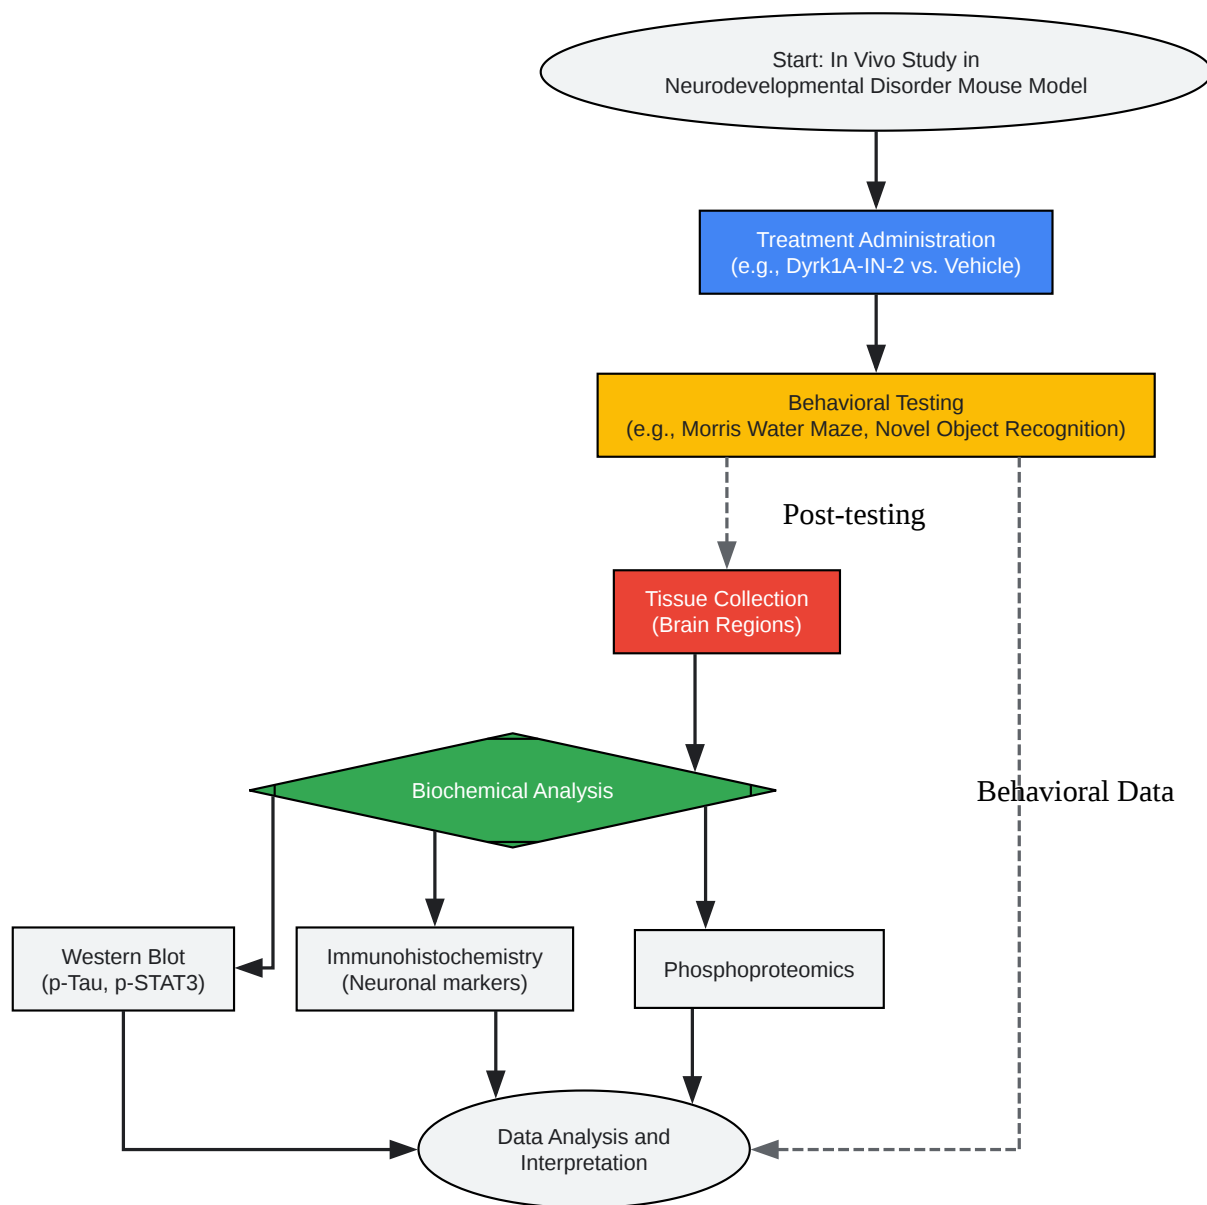 Start: In Vivo Study in
Neurodevelopmental Disorder Mouse Model
Treatment Administration
(e.g., Dyrk1A-IN-2 vs. Vehicle)
Behavioral Testing
(e.g., Morris Water Maze, Novel Object Recognition)
Post-testing
Tissue Collection
(Brain Regions)
Biochemical Analysis
Behavioral Data
Western Blot
(p-Tau, p-STAT3)
Immunohistochemistry
(Neuronal markers)
Phosphoproteomics
Data Analysis and
Interpretation